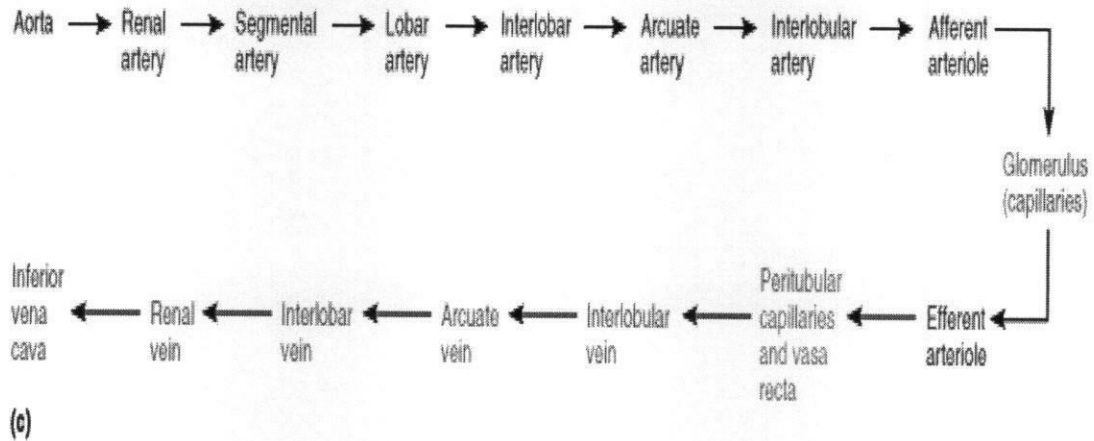 Aorta
Renal
artery
Segmental
artery
Lobar
artery
Interlobar
artery
Arcuate
artery
Interlobular
artery
Afferent
arteriole
Glomerulus
(capillaries)
Efferent
arteriole
Peritubular
capillaries
and vasa
recta
Interlobular
vein
Arcuate
vein
Interlobar
vein
Renal
vein
Inferior
vena
cava
(c)